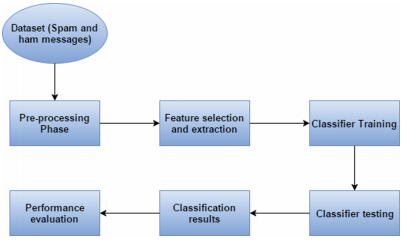 Dataset (Spam and
ham messages)
Pre-processing
Phase
Feature selection
and extraction
Classifier Training
Classifier testing
Classification
results
Performance
evaluation